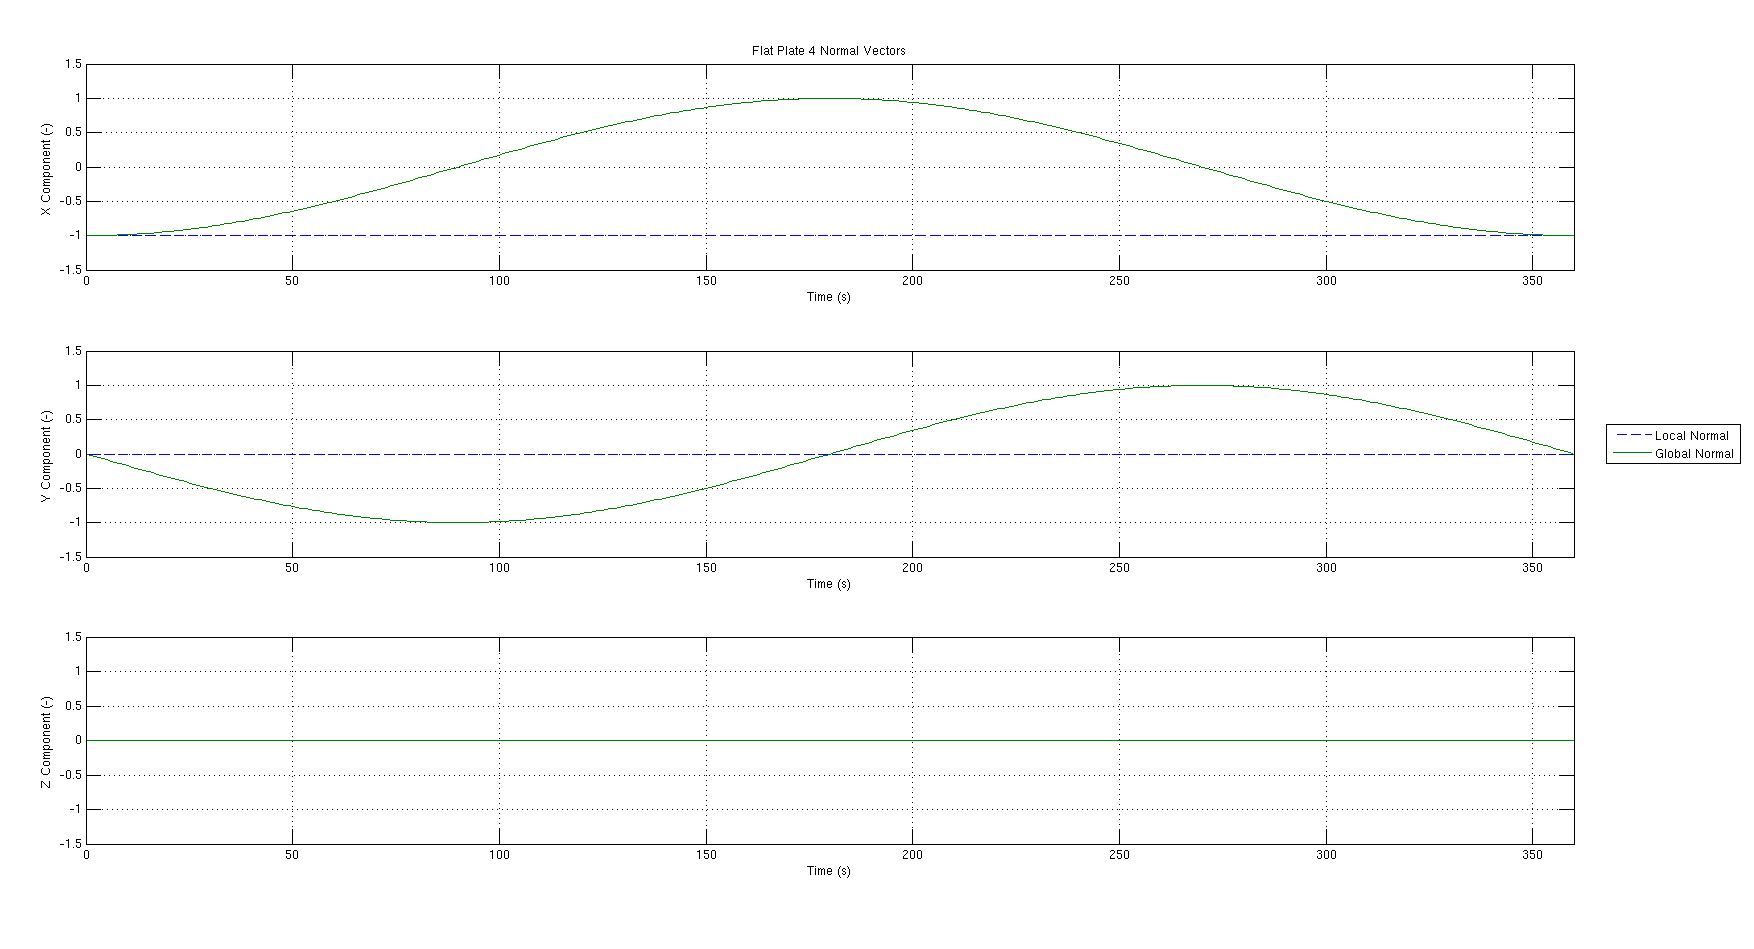 Flat Plate 4 Normal Vectors
X Component (-)
1.5
1
0.5
0
-0.5
-1
-1.5
0 50 100 150 200 250 300 350
Time (s)
Y Component (-)
1.5
1
0.5
0
-0.5
-1
-1.5
0 50 100 150 200 250 300 350
Time (s)
Local Normal
Global Normal
Z Component (-)
1.5
1
0.5
0
-0.5
-1
-1.5
0 50 100 150 200 250 300 350
Time (s)